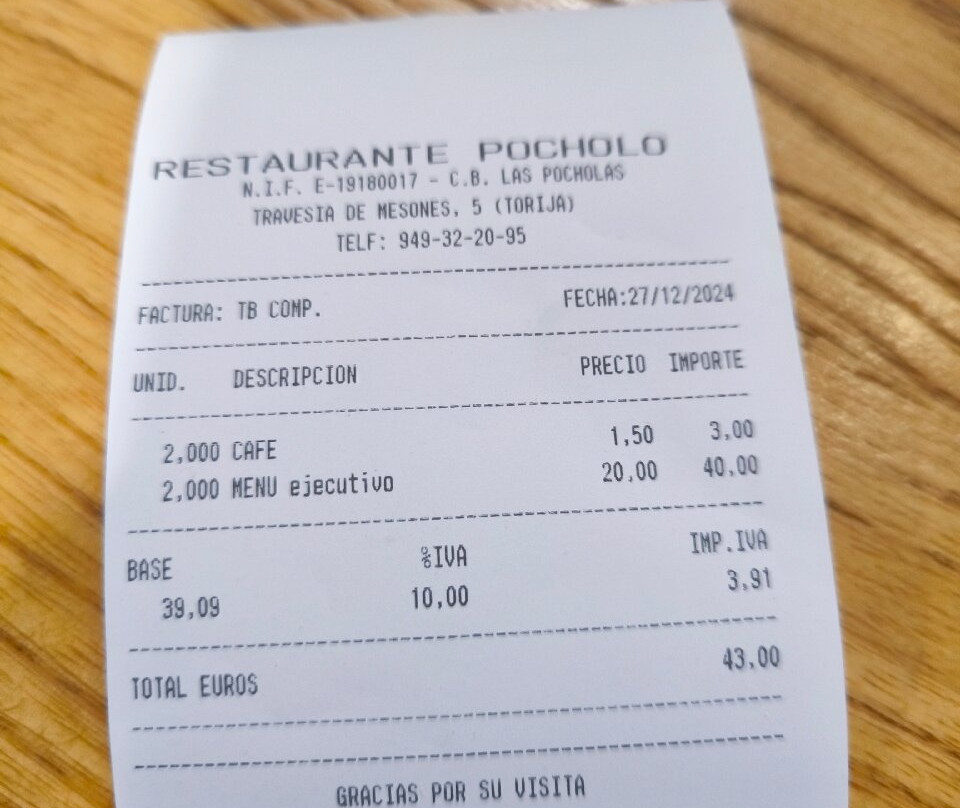 RESTAURANTE POCHOLO
N.I.F. E-19180017 - C.B. LAS POCHOLAS
TRAVESIA DE MESONES, 5 (TORIJA)
TELF: 949-32-20-95
FACTURA: TB COMP. FECHA:27/12/2024
UNID. DESCRIPCION PRECIO IMPORTE
2,000 CAFE 1,50 3,00
2,000 MENU ejecutivo 20,00 40,00
BASE %IVA IMP.IVA
39,09 10,00 3,91
TOTAL EUROS 43,00
GRACIAS POR SU VISITA